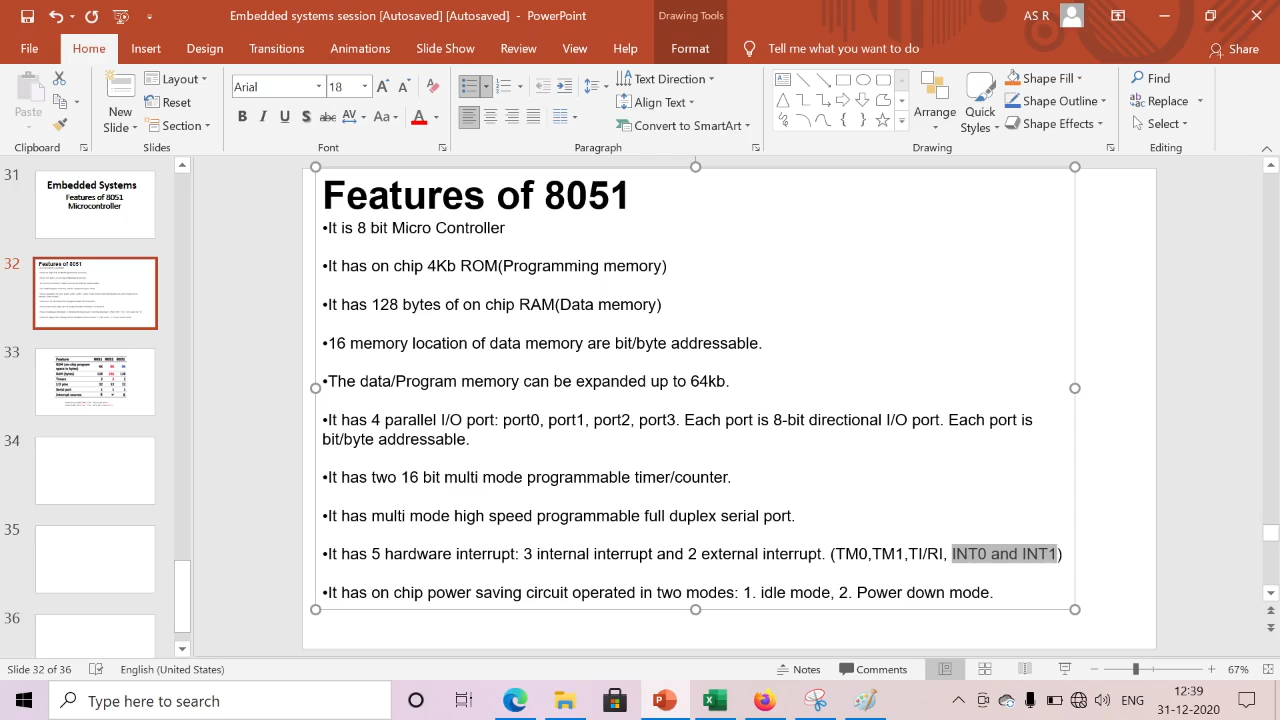 Embedded systems session [Autosaved] [Autosaved] - PowerPoint
Drawing Tools
AS R
File Home Insert Design Transitions Animations Slide Show Review View Help Format Tell me what you want to do Share
Paste
New Slide
Layout
Reset
Section
Arial 18
B I U S abc AV Aa A
Text Direction
Align Text
Convert to SmartArt
Arrange
Quick Styles
Shape Fill
Shape Outline
Shape Effects
Find
Replace
Select
Clipboard Slides Font Paragraph Drawing Editing
31
Embedded Systems
Features of 8051
Microcontroller
32
Features of 8051
33
34
35
36
Features of 8051
•It is 8 bit Micro Controller
•It has on chip 4Kb ROM(Programming memory)
•It has 128 bytes of on chip RAM(Data memory)
•16 memory location of data memory are bit/byte addressable.
•The data/Program memory can be expanded up to 64kb.
•It has 4 parallel I/O port: port0, port1, port2, port3. Each port is 8-bit directional I/O port. Each port is
bit/byte addressable.
•It has two 16 bit multi mode programmable timer/counter.
•It has multi mode high speed programmable full duplex serial port.
•It has 5 hardware interrupt: 3 internal interrupt and 2 external interrupt. (TM0,TM1,TI/RI, INT0 and INT1)
•It has on chip power saving circuit operated in two modes: 1. idle mode, 2. Power down mode.
Slide 32 of 36 English (United States) Notes Comments 67%
Type here to search
ENG
12:39
31-12-2020